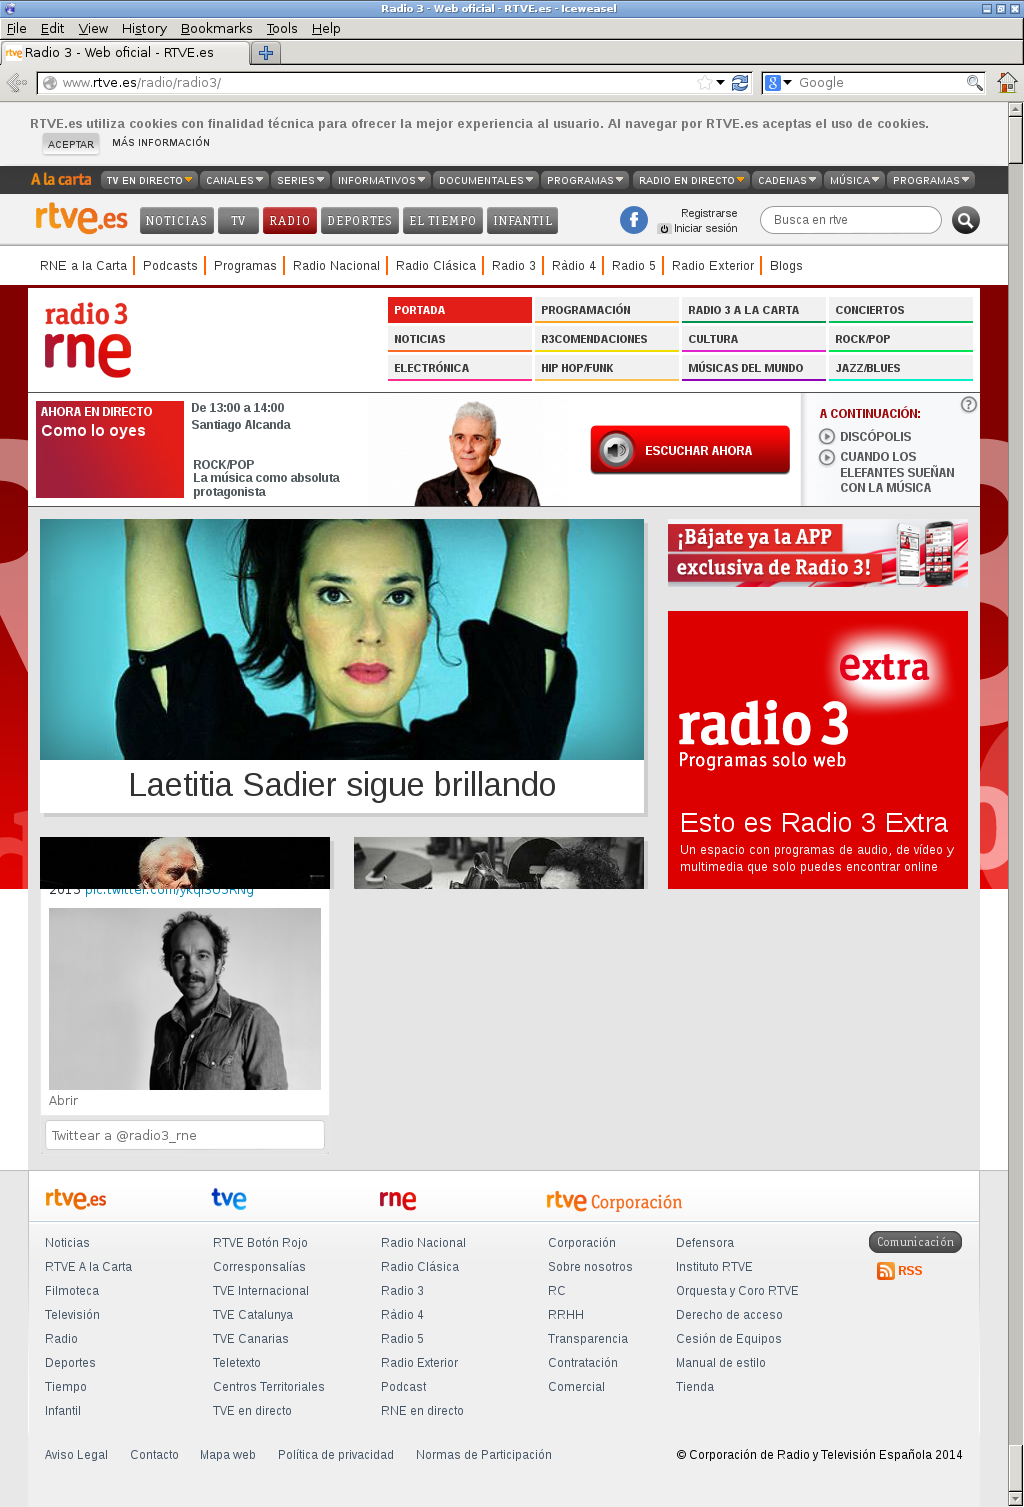 Radio 3 - Web oficial - RTVE.es - Iceweasel
File Edit View History Bookmarks Tools Help
rtve Radio 3 - Web oficial - RTVE.es
www.rtve.es/radio/radio3/
Google
RTVE.es utiliza cookies con finalidad técnica para ofrecer la mejor experiencia al usuario. Al navegar por RTVE.es aceptas el uso de cookies.
ACEPTAR MÁS INFORMACIÓN
A la carta TV EN DIRECTO CANALES SERIES INFORMATIVOS DOCUMENTALES PROGRAMAS RADIO EN DIRECTO CADENAS MÚSICA PROGRAMAS
rtve.es NOTICIAS TV RADIO DEPORTES EL TIEMPO INFANTIL
Registrarse
Iniciar sesión
Busca en rtve
RNE a la Carta Podcasts Programas Radio Nacional Radio Clásica Radio 3 Ràdio 4 Radio 5 Radio Exterior Blogs
radio 3
rne
PORTADA PROGRAMACIÓN RADIO 3 A LA CARTA CONCIERTOS
NOTICIAS R3COMENDACIONES CULTURA ROCK/POP
ELECTRÓNICA HIP HOP/FUNK MÚSICAS DEL MUNDO JAZZ/BLUES
AHORA EN DIRECTO
Como lo oyes
De 13:00 a 14:00
Santiago Alcanda
ROCK/POP
La música como absoluta
protagonista
ESCUCHAR AHORA
A CONTINUACIÓN:
DISCÓPOLIS
CUANDO LOS
ELEFANTES SUEÑAN
CON LA MÚSICA
?
Laetitia Sadier sigue brillando
¡Bájate ya la APP
exclusiva de Radio 3!
extra
radio 3
Programas solo web
Esto es Radio 3 Extra
Un espacio con programas de audio, de vídeo y
multimedia que solo puedes encontrar online
2013 pic.twitter.com/ykqiSU5RNg
Abrir
Twittear a @radio3_rne
rtve.es tve rne rtve Corporación
Noticias RTVE Botón Rojo Radio Nacional Corporación Defensora Comunicación
RTVE A la Carta Corresponsalías Radio Clásica Sobre nosotros Instituto RTVE RSS
Filmoteca TVE Internacional Radio 3 RC Orquesta y Coro RTVE
Televisión TVE Catalunya Ràdio 4 RRHH Derecho de acceso
Radio TVE Canarias Radio 5 Transparencia Cesión de Equipos
Deportes Teletexto Radio Exterior Contratación Manual de estilo
Tiempo Centros Territoriales Podcast Comercial Tienda
Infantil TVE en directo RNE en directo
Aviso Legal Contacto Mapa web Política de privacidad Normas de Participación © Corporación de Radio y Televisión Española 2014